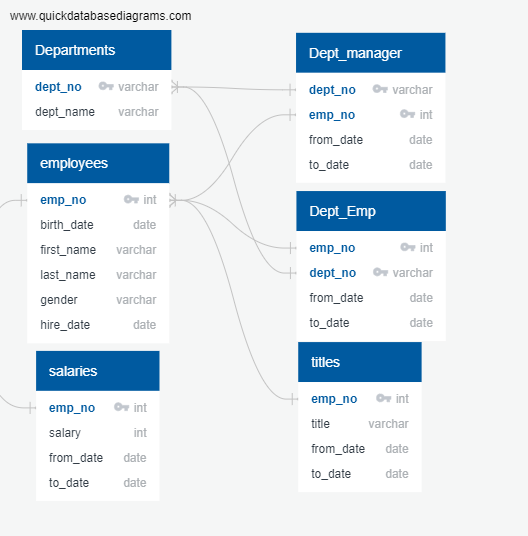 www.quickdatabasediagrams.com
Departments
dept_no varchar
dept_name varchar
employees
emp_no int
birth_date date
first_name varchar
last_name varchar
gender varchar
hire_date date
salaries
emp_no int
salary int
from_date date
to_date date
Dept_manager
dept_no varchar
emp_no int
from_date date
to_date date
Dept_Emp
emp_no int
dept_no varchar
from_date date
to_date date
titles
emp_no int
title varchar
from_date date
to_date date